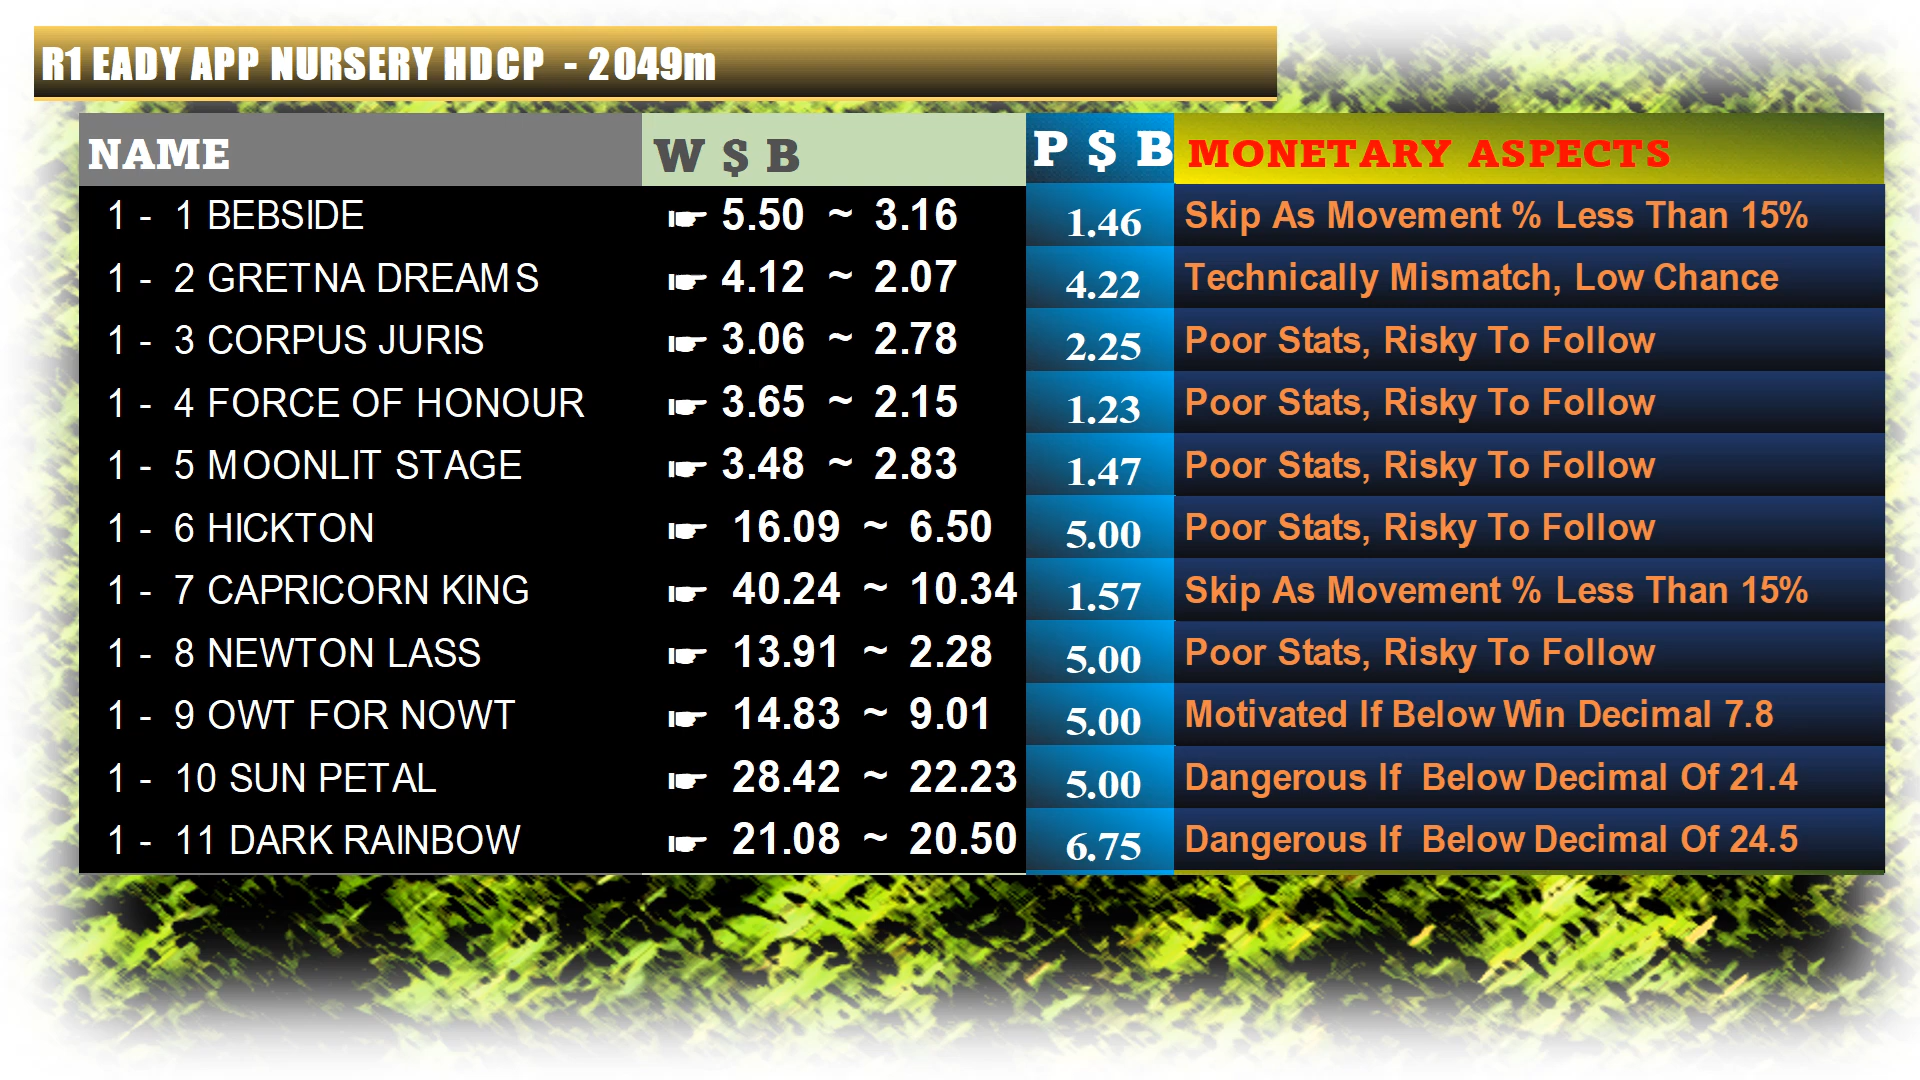 R1 EADY APP NURSERY HDCP - 2049m
NAME W $ B P $ B MONETARY ASPECTS
1 - 1 BEBSIDE ☛ 5.50 ~ 3.16 1.46 Skip As Movement % Less Than 15%
1 - 2 GRETNA DREAMS ☛ 4.12 ~ 2.07 4.22 Technically Mismatch, Low Chance
1 - 3 CORPUS JURIS ☛ 3.06 ~ 2.78 2.25 Poor Stats, Risky To Follow
1 - 4 FORCE OF HONOUR ☛ 3.65 ~ 2.15 1.23 Poor Stats, Risky To Follow
1 - 5 MOONLIT STAGE ☛ 3.48 ~ 2.83 1.47 Poor Stats, Risky To Follow
1 - 6 HICKTON ☛ 16.09 ~ 6.50 5.00 Poor Stats, Risky To Follow
1 - 7 CAPRICORN KING ☛ 40.24 ~ 10.34 1.57 Skip As Movement % Less Than 15%
1 - 8 NEWTON LASS ☛ 13.91 ~ 2.28 5.00 Poor Stats, Risky To Follow
1 - 9 OWT FOR NOWT ☛ 14.83 ~ 9.01 5.00 Motivated If Below Win Decimal 7.8
1 - 10 SUN PETAL ☛ 28.42 ~ 22.23 5.00 Dangerous If Below Decimal Of 21.4
1 - 11 DARK RAINBOW ☛ 21.08 ~ 20.50 6.75 Dangerous If Below Decimal Of 24.5